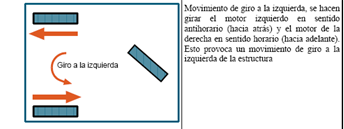 Giro a la izquierda
Movimiento de giro a la izquierda, se hacen
girar el motor izquierdo en sentido
antihorario (hacia atrás) y el motor de la
derecha en sentido horario (hacia adelante).
Esto provoca un movimiento de giro a la
izquierda de la estructura